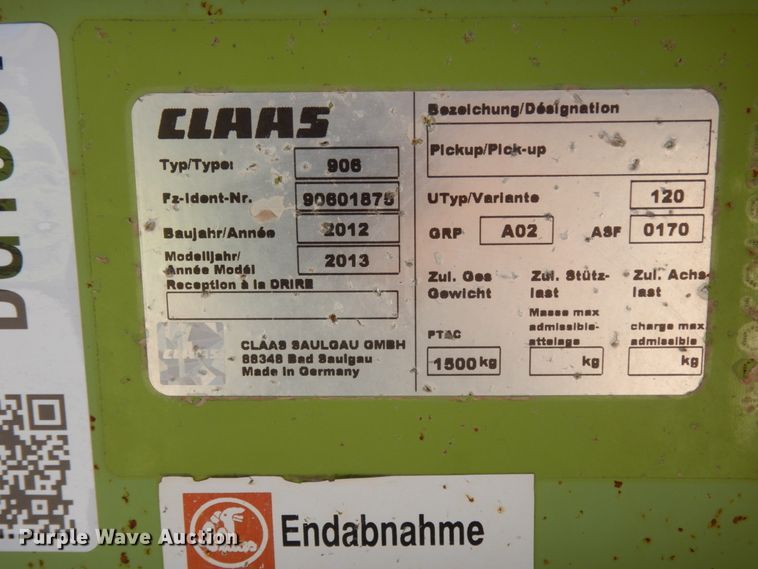 CLAAS
Typ/Type: 906
Fz-Ident-Nr. 90601875
Baujahr/Année 2012
Modelljahr/
Année Modél 2013
Reception à la DRIRE
CLAAS
CLAAS SAULGAU GMBH
88348 Bad Saulgau
Made in Germany
Bezeichung/Désignation
Pickup/Pick-up
UTyp/Variante 120
GRP A02 ASF 0170
Zul. Ges
Gewicht
PTAC
1500 kg
Zul. Stütz-
last
Masse max
admissible-
attelage
kg
Zul. Achs-
last
charge max
admissible
kg
Endabnahme
Purple Wave Auction